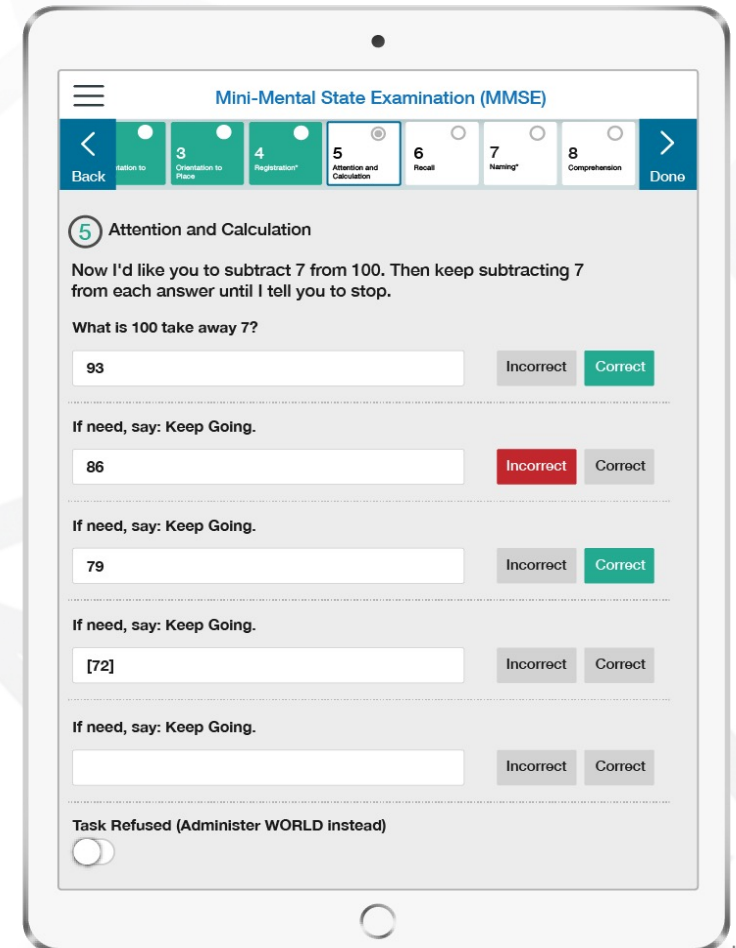 Mini-Mental State Examination (MMSE)
Back
tation to
3
Orientation to
Place
4
Registration*
5
Attention and
Calculation
6
Recall
7
Naming*
8
Comprehension
Done
5 Attention and Calculation
Now I'd like you to subtract 7 from 100. Then keep subtracting 7
from each answer until I tell you to stop.
What is 100 take away 7?
93 Incorrect Correct
If need, say: Keep Going.
86 Incorrect Correct
If need, say: Keep Going.
79 Incorrect Correct
If need, say: Keep Going.
[72] Incorrect Correct
If need, say: Keep Going.
Incorrect Correct
Task Refused (Administer WORLD instead)